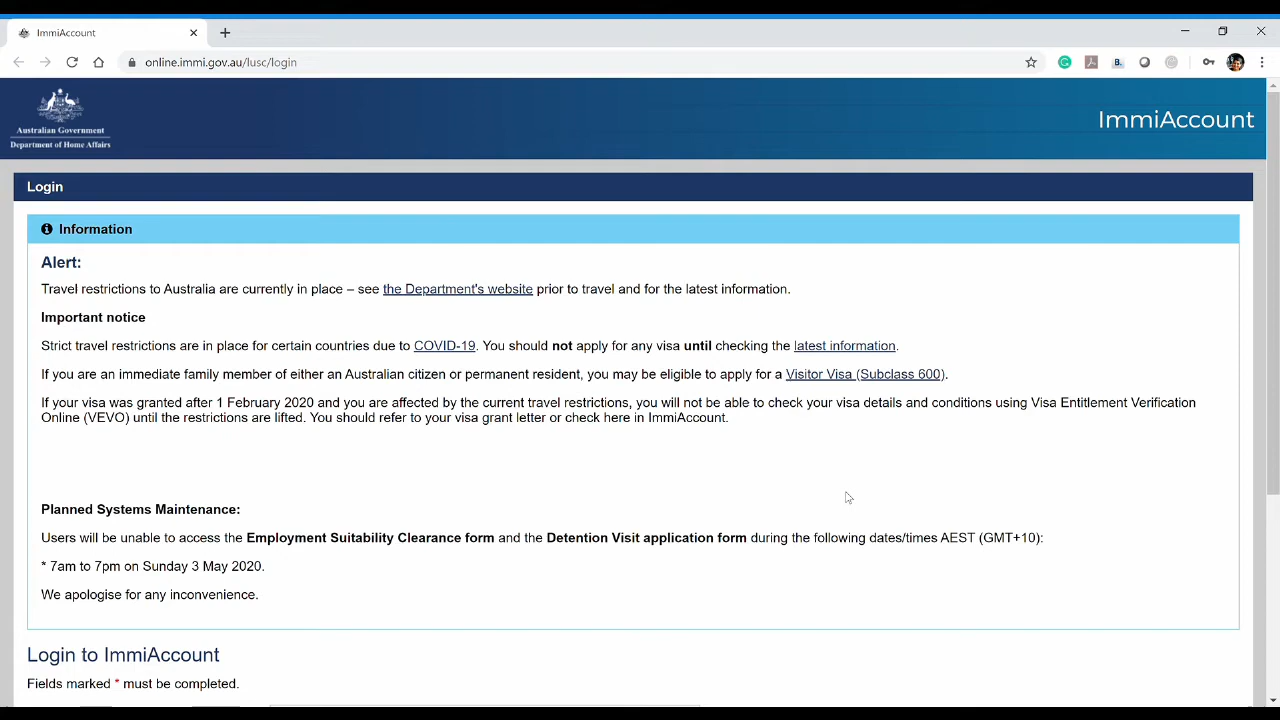 ImmiAccount
online.immi.gov.au/lusc/login
B.
Australian Government
Department of Home Affairs
ImmiAccount
Login
Information
Alert:
Travel restrictions to Australia are currently in place – see the Department's website prior to travel and for the latest information.
Important notice
Strict travel restrictions are in place for certain countries due to COVID-19. You should not apply for any visa until checking the latest information.
If you are an immediate family member of either an Australian citizen or permanent resident, you may be eligible to apply for a Visitor Visa (Subclass 600).
If your visa was granted after 1 February 2020 and you are affected by the current travel restrictions, you will not be able to check your visa details and conditions using Visa Entitlement Verification
Online (VEVO) until the restrictions are lifted. You should refer to your visa grant letter or check here in ImmiAccount.
Planned Systems Maintenance:
Users will be unable to access the Employment Suitability Clearance form and the Detention Visit application form during the following dates/times AEST (GMT+10):
* 7am to 7pm on Sunday 3 May 2020.
We apologise for any inconvenience.
Login to ImmiAccount
Fields marked * must be completed.